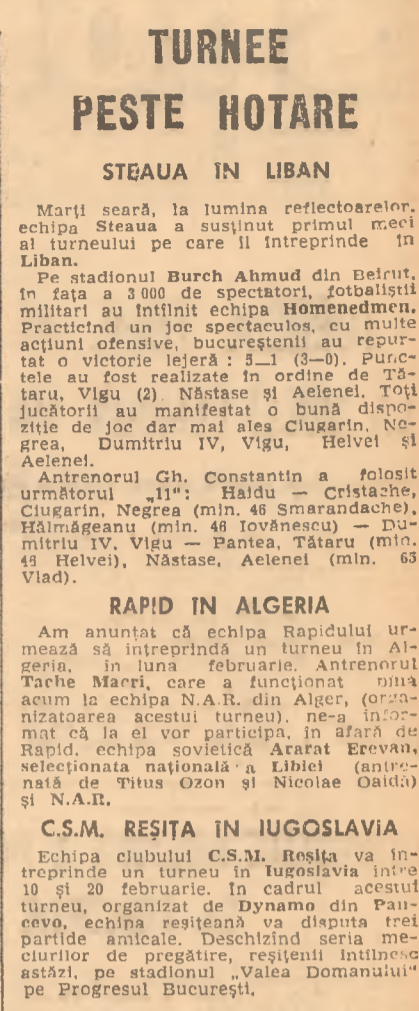 TURNEE
PESTE HOTARE
STEAUA ÎN LIBAN
Marți seară, la lumina reflectoarelor,
echipa Steaua a susținut primul meci
al turneului pe care îl întreprinde în
Liban.
Pe stadionul Burch Ahmud din Beirut,
în fața a 3 000 de spectatori, fotbaliștii
militari au întîlnit echipa Homenedmen.
Practicînd un joc spectaculos, cu multe
acțiuni ofensive, bucureștenii au repur-
tat o victorie lejeră : 5—1 (3—0). Punc-
tele au fost realizate în ordine de Tă-
taru, Vigu (2) Năstase și Aelenei. Toți
jucătorii au manifestat o bună dispo-
ziție de joc dar mai ales Ciugarin, Ne-
grea, Dumitriu IV, Vigu, Helvei și
Aelenei.
Antrenorul Gh. Constantin a folosit
următorul „11": Haidu — Cristache,
Ciugarin, Negrea (min. 46 Smarandache),
Hălmăgeanu (min. 46 Iovănescu) — Du-
mitriu IV, Vigu — Pantea, Tătaru (min.
46 Helvei), Năstase, Aelenei (min. 63
Vlad).
RAPID ÎN ALGERIA
Am anunțat că echipa Rapidului ur-
mează să întreprindă un turneu în Al-
geria, în luna februarie. Antrenorul
Tache Macri, care a funcționat pînă
acum la echipa N.A.R. din Alger, (orga-
nizatoarea acestui turneu), ne-a infor-
mat că la el vor participa, în afară de
Rapid, echipa sovietică Ararat Erevan,
selecționata națională a Libiei (antre-
nată de Titus Ozon și Nicolae Oaidă)
și N.A.R.
C.S.M. REȘIȚA ÎN IUGOSLAVIA
Echipa clubului C.S.M. Reșița va în-
treprinde un turneu în Iugoslavia între
10 și 20 februarie. În cadrul acestui
turneu, organizat de Dynamo din Pan-
cevo, echipa reșițeană va disputa trei
partide amicale. Deschizînd seria me-
ciurilor de pregătire, reșițenii întîlnesc
astăzi, pe stadionul „Valea Domanului"
pe Progresul București.